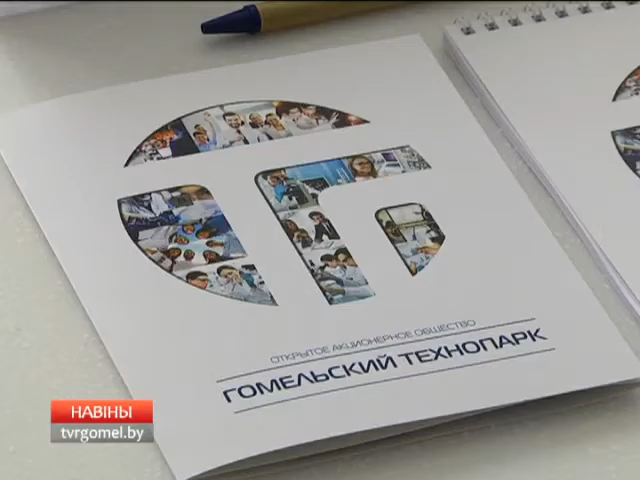 ОТКРЫТОЕ АКЦИОНЕРНОЕ ОБЩЕСТВО
ГОМЕЛЬСКИЙ ТЕХНОПАРК
НАВІНЫ
tvrgomel.by